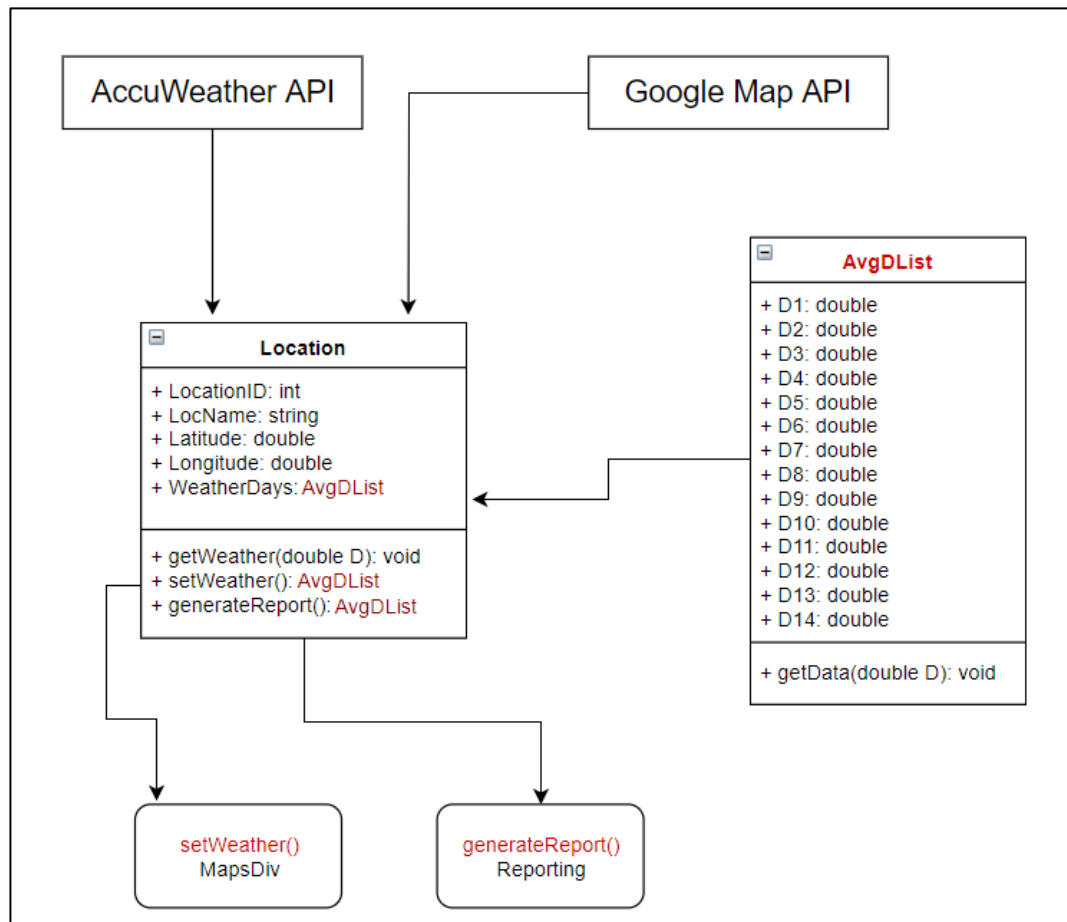 AccuWeather API
Google Map API
Location
+ LocationID: int
+ LocName: string
+ Latitude: double
+ Longitude: double
+ WeatherDays: AvgDList
+ getWeather(double D): void
+ setWeather(): AvgDList
+ generateReport(): AvgDList
AvgDList
+ D1: double
+ D2: double
+ D3: double
+ D4: double
+ D5: double
+ D6: double
+ D7: double
+ D8: double
+ D9: double
+ D10: double
+ D11: double
+ D12: double
+ D13: double
+ D14: double
+ getData(double D): void
setWeather()
MapsDiv
generateReport()
Reporting